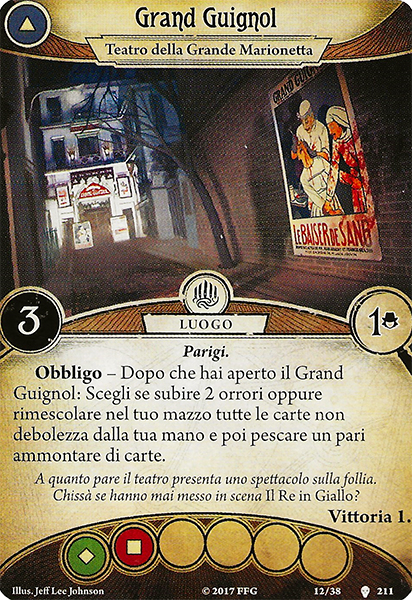 Grand Guignol
Teatro della Grande Marionetta
GRAND GUIGNOL
LE BAISER DE SANG
3
LUOGO
1
Parigi.
Obbligo – Dopo che hai aperto il Grand
Guignol: Scegli se subire 2 orrori oppure
rimescolare nel tuo mazzo tutte le carte non
debolezza dalla tua mano e poi pescare un pari
ammontare di carte.
A quanto pare il teatro presenta uno spettacolo sulla follia.
Chissà se hanno mai messo in scena Il Re in Giallo?
Vittoria 1.
Illus. Jeff Lee Johnson
© 2017 FFG
12/38
211